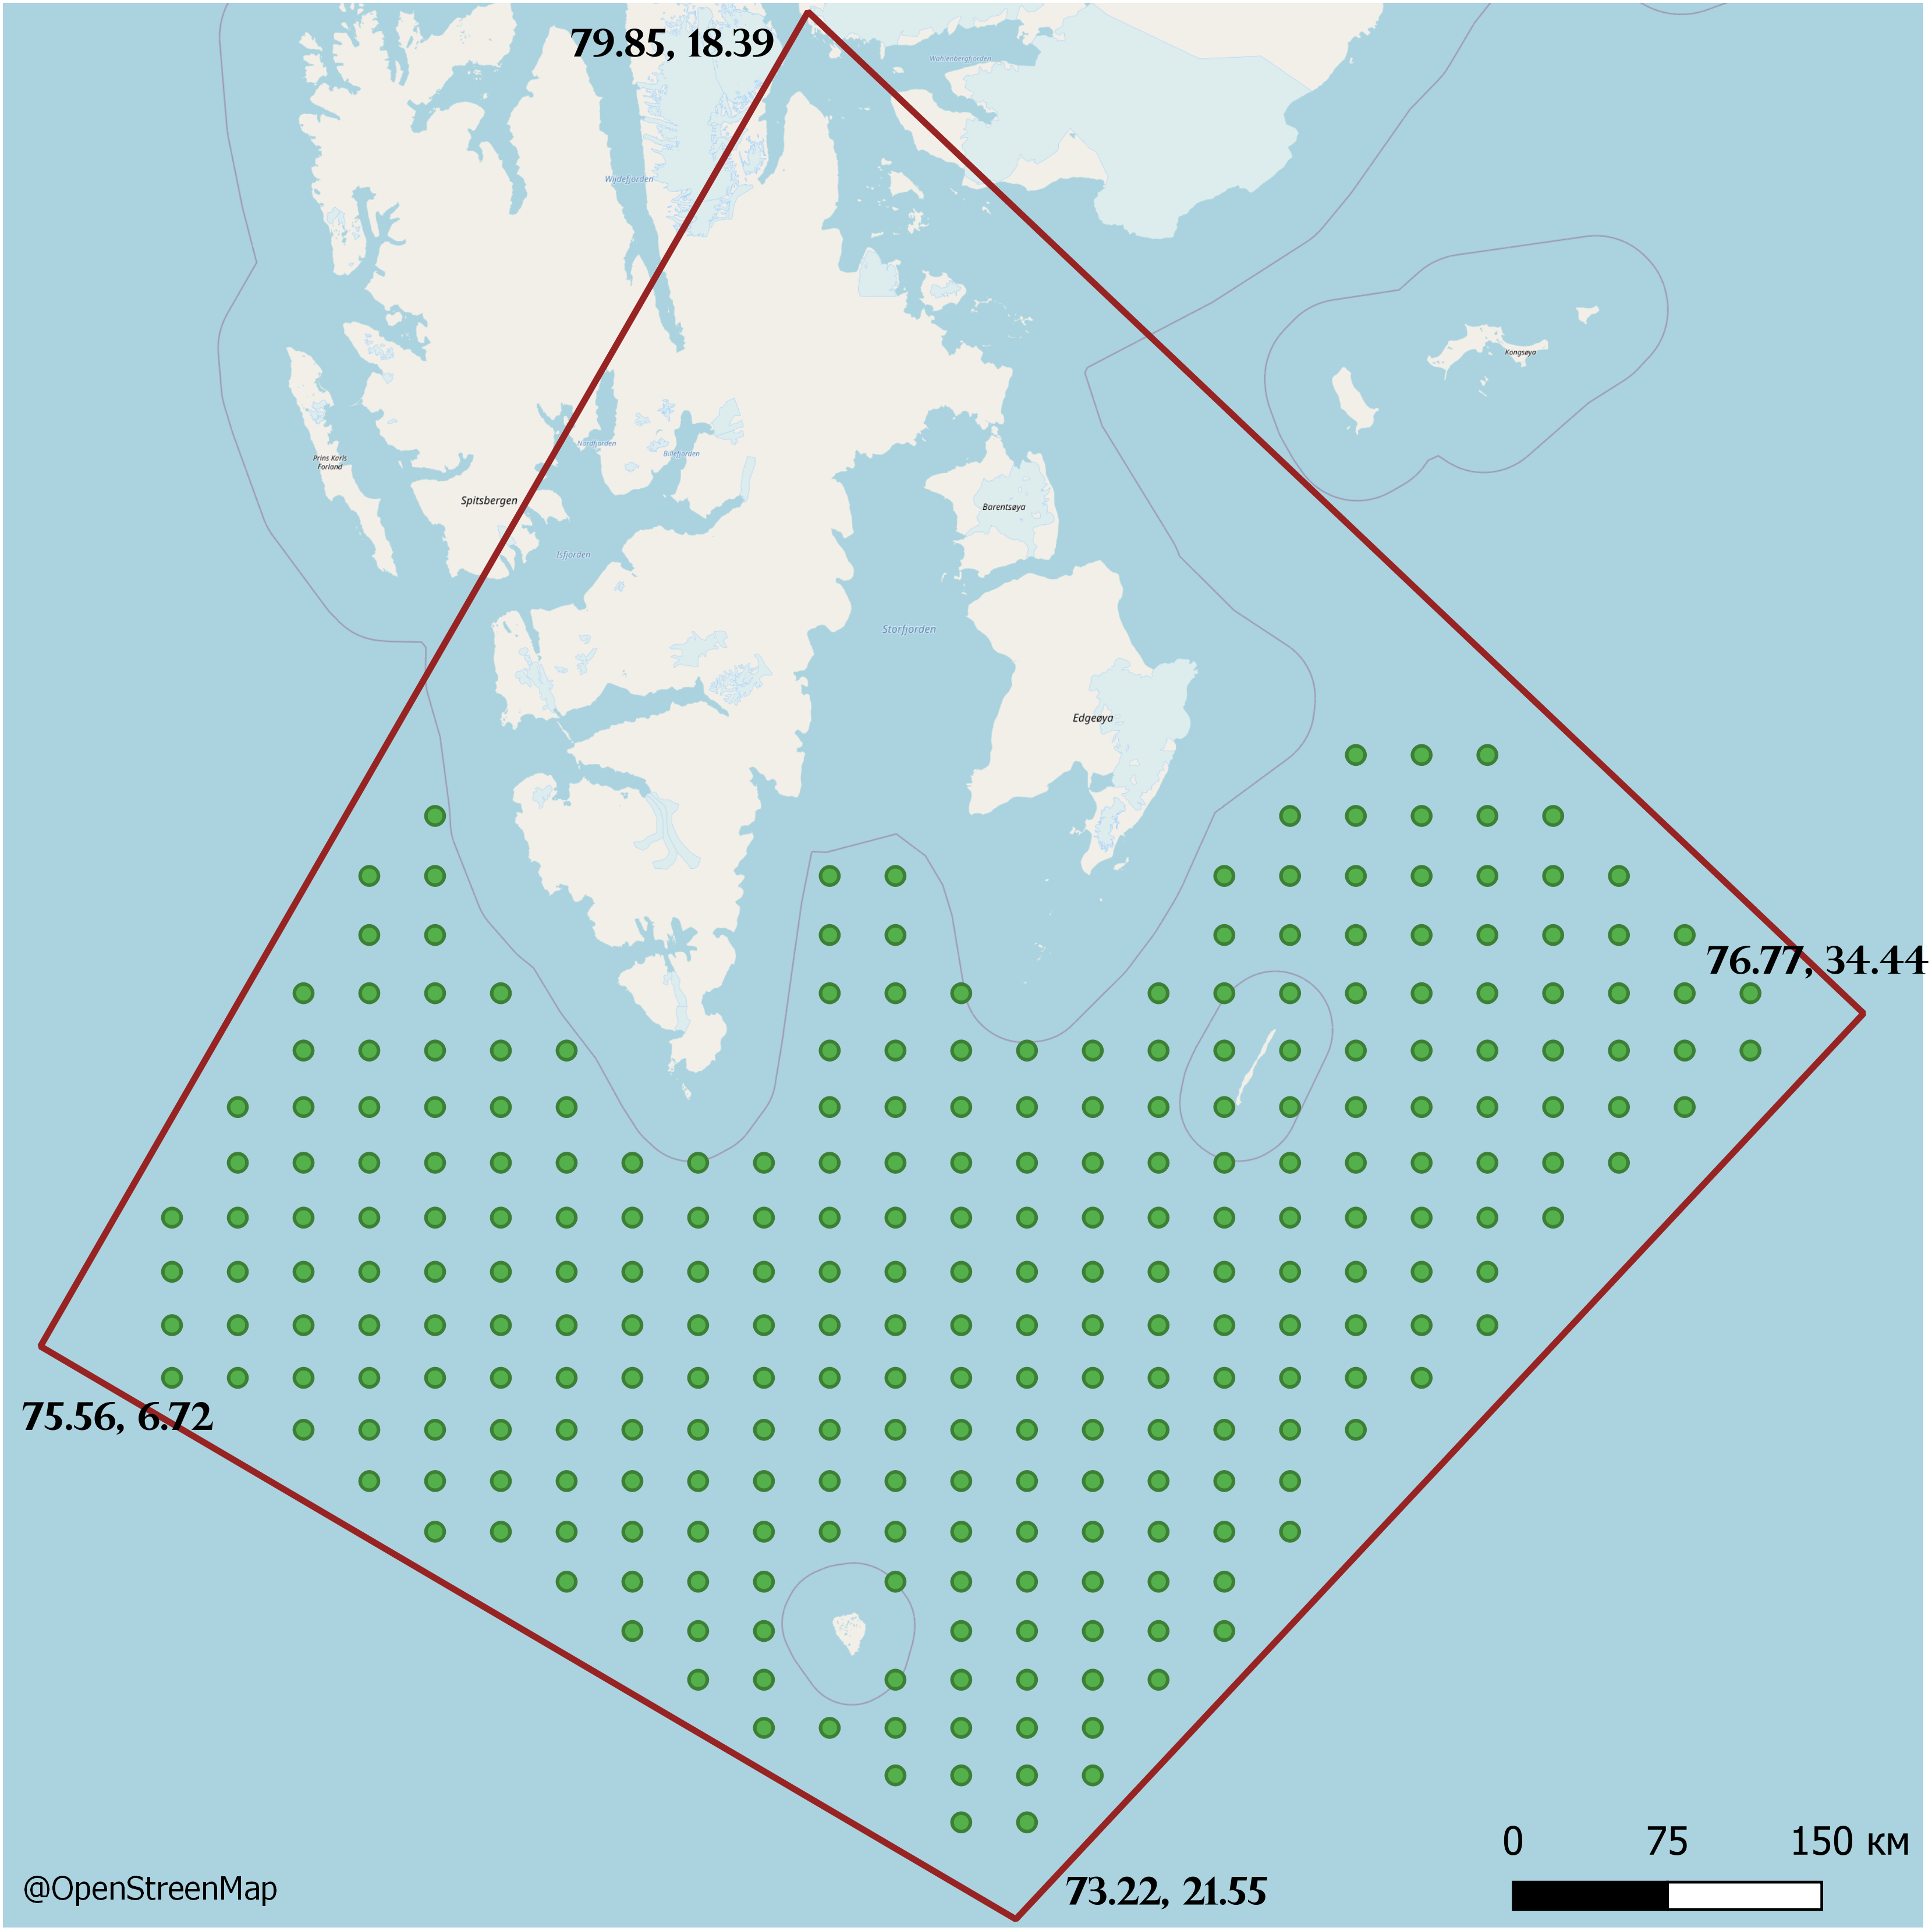 79.85, 18.39
Wahlenbergfjorden
Wijdefjorden
Kongsøya
Nordfjorden
Billefjorden
Prins Karls
Forland
Spitsbergen
Barentsøya
Isfjorden
Storfjorden
Edgeøya
76.77, 34.44
75.56, 6.72
0 75 150 км
@OpenStreenMap
73.22, 21.55